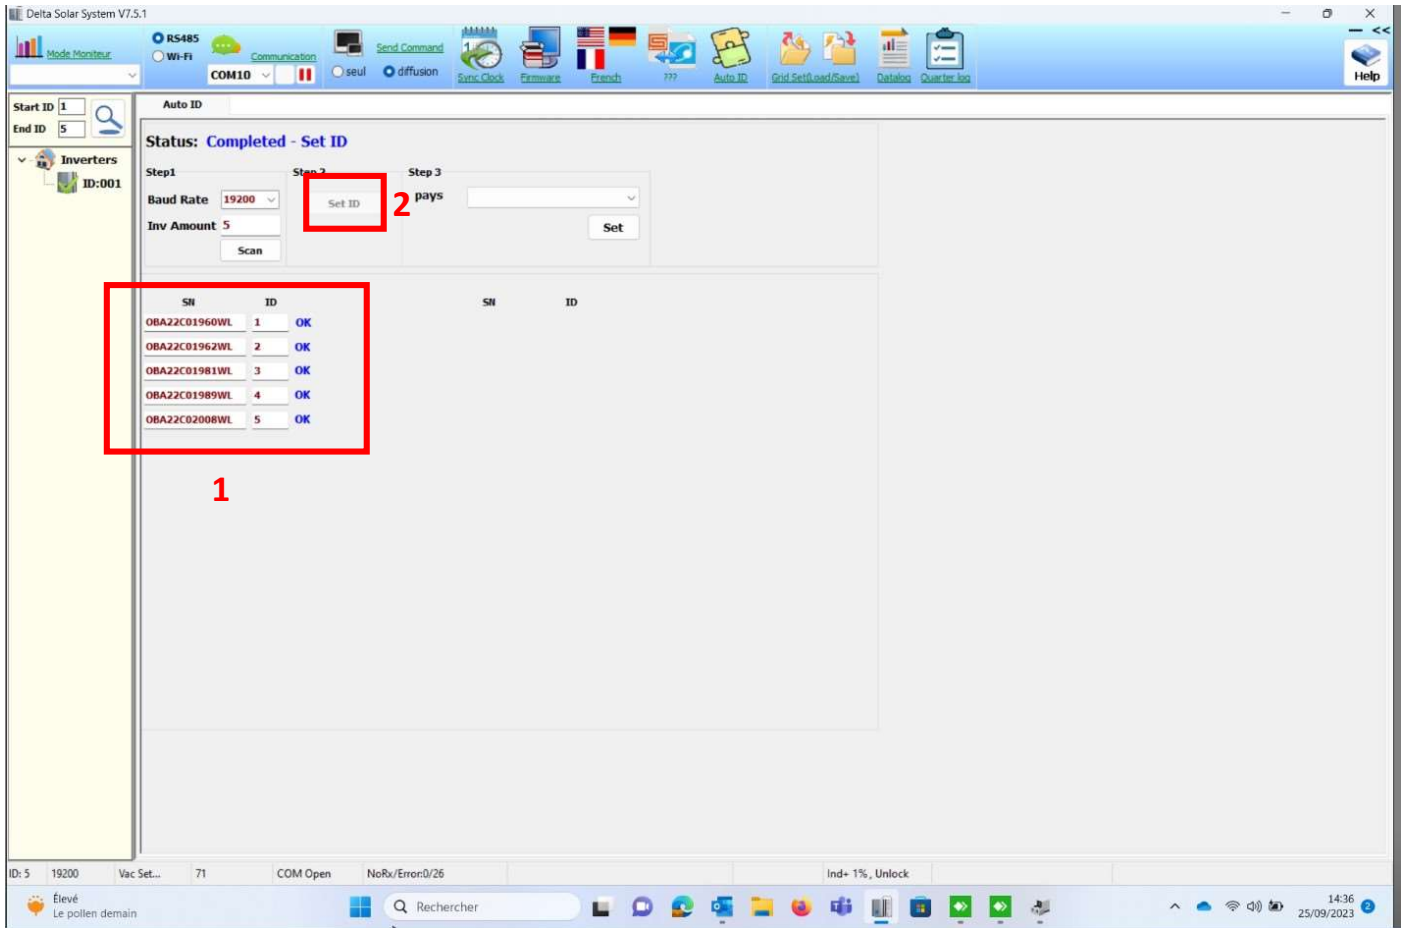 Delta Solar System V7.5.1
Mode Moniteur
RS485
Wi-Fi
Communication
COM10
Send Command
seul diffusion
Sync Clock
Firmware
French
???
Auto ID
Grid Set(Load/Save)
Datalog
Quarter log
<<
Help
Start ID 1
End ID 5
Inverters
ID:001
Auto ID
Status: Completed - Set ID
Step1 Step 2 Step 3
Baud Rate 19200
Set ID
2
pays
Inv Amount 5
Set
Scan
SN ID SN ID
OBA22C01960WL 1 OK
OBA22C01962WL 2 OK
OBA22C01981WL 3 OK
OBA22C01989WL 4 OK
OBA22C02008WL 5 OK
1
ID: 5 19200 Vac Set... 71 COM Open NoRx/Error:0/26 Ind+ 1% , Unlock
Élevé
Le pollen demain
Rechercher
14:36
25/09/2023
2